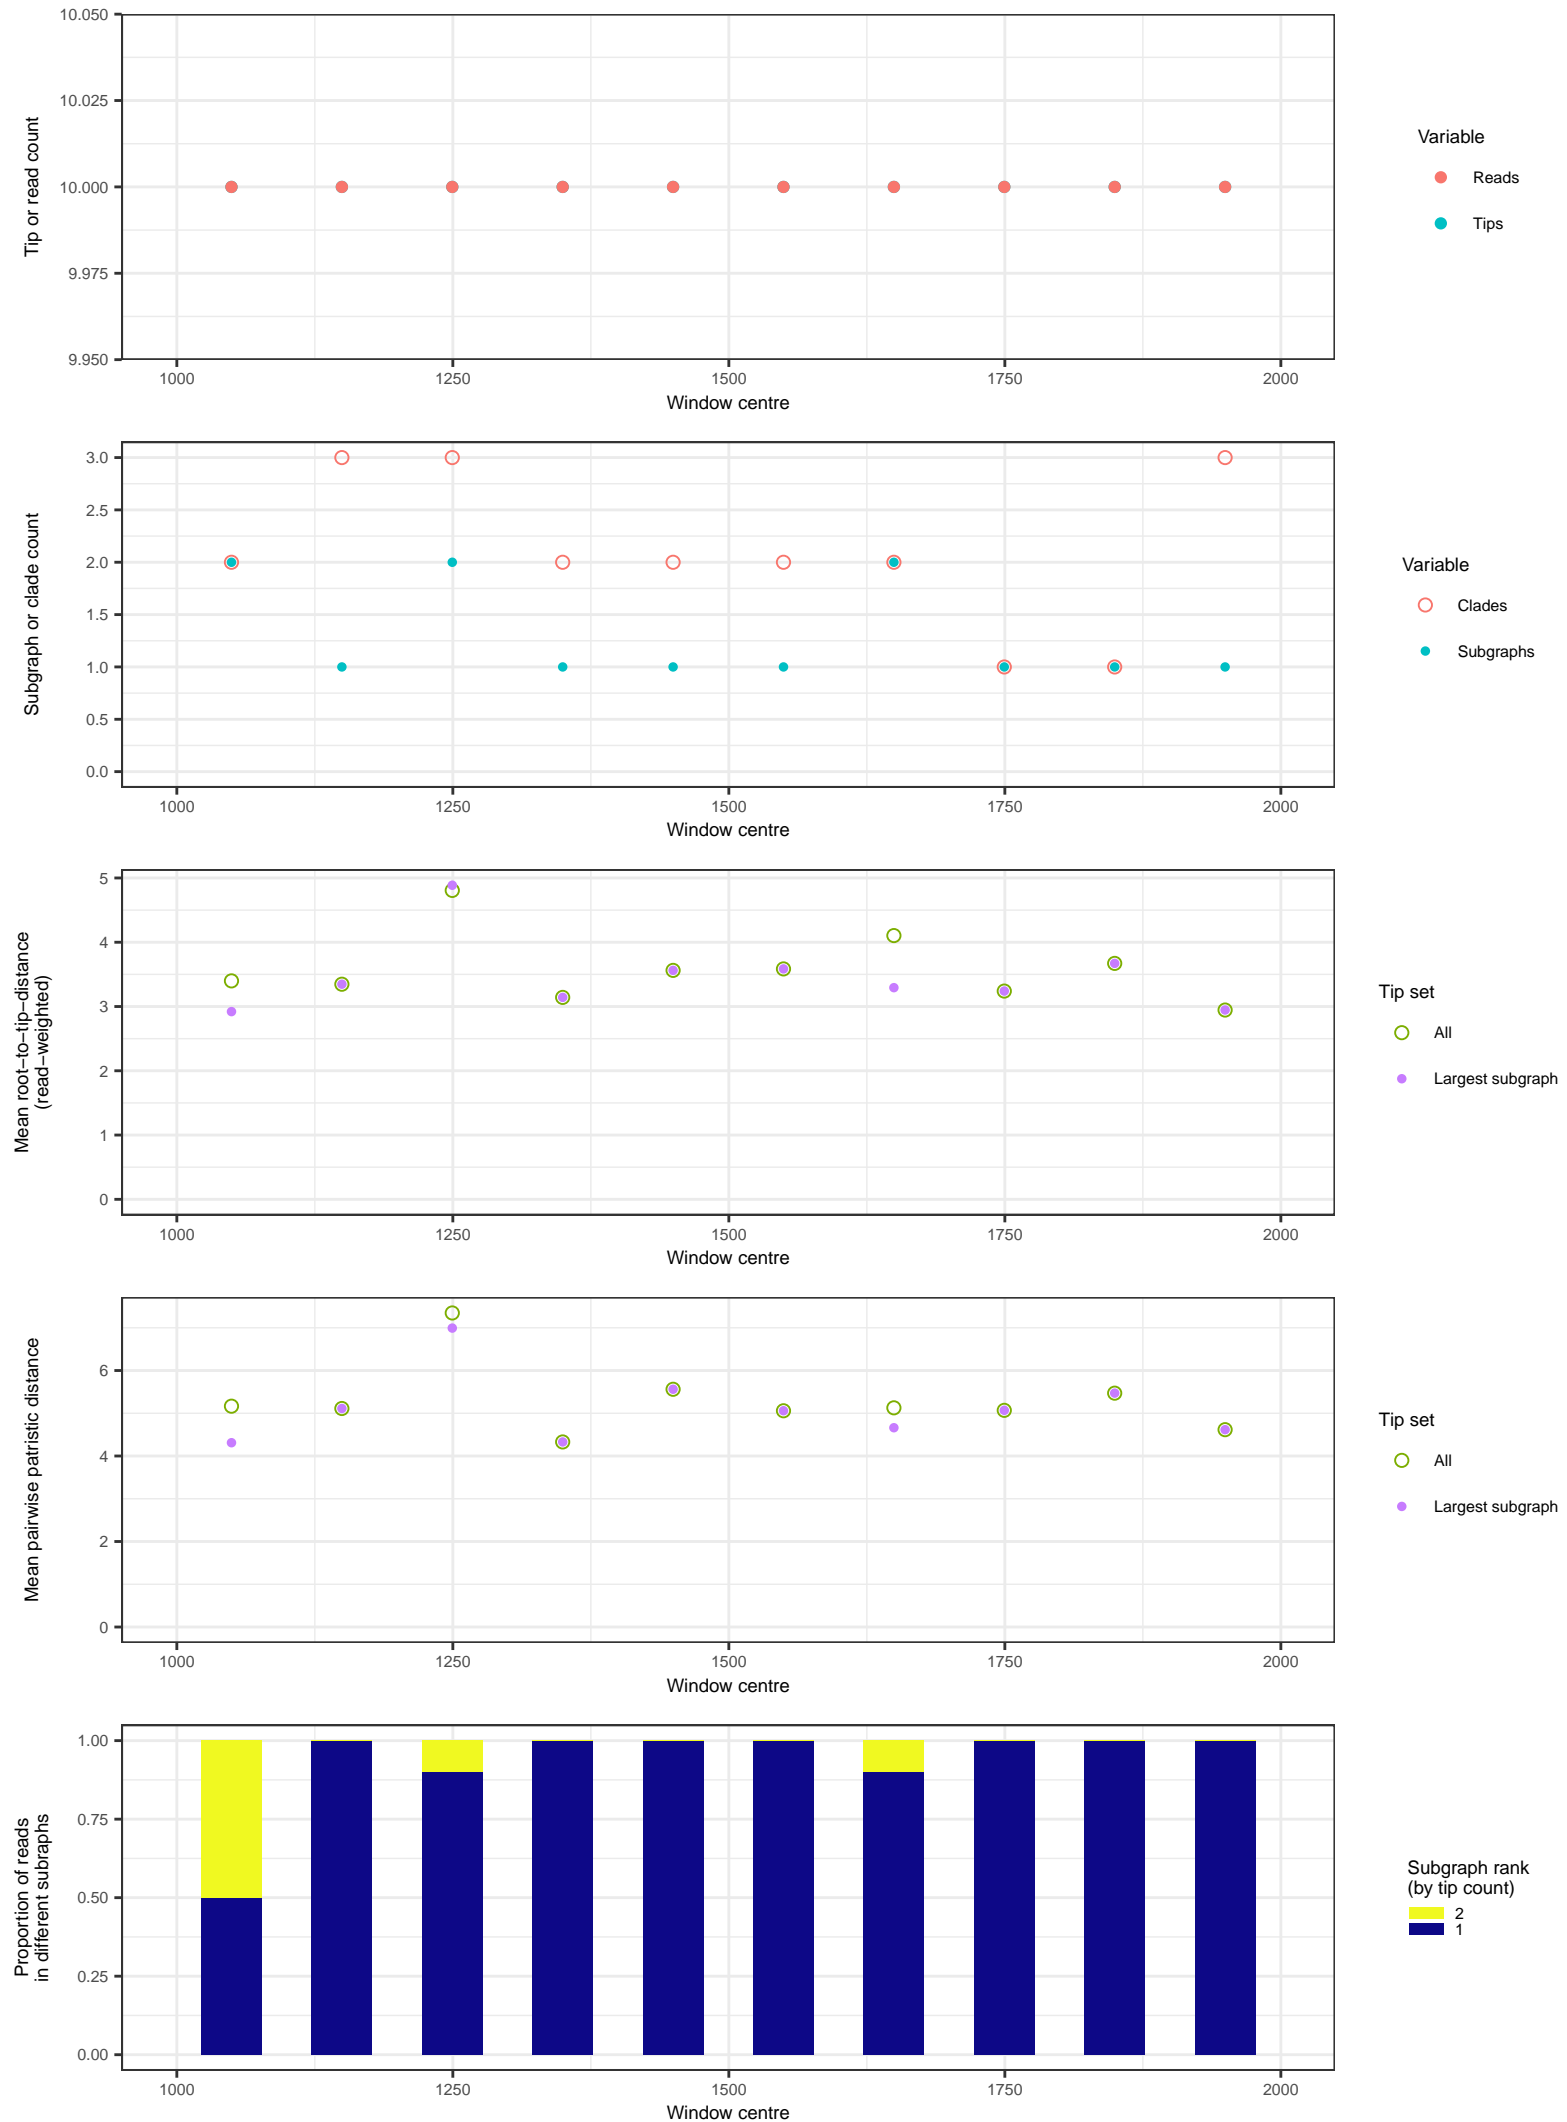 10.050
10.025
10.000
9.975
9.950
Tip or read count
1000 1250 1500 1750 2000
Window centre
Variable
Reads
Tips
3.0
2.5
2.0
1.5
1.0
0.5
0.0
Subgraph or clade count
1000 1250 1500 1750 2000
Window centre
Variable
Clades
Subgraphs
5
4
3
2
1
0
Mean root−to−tip−distance
(read−weighted)
1000 1250 1500 1750 2000
Window centre
Tip set
All
Largest subgraph
6
4
2
0
Mean pairwise patristic distance
1000 1250 1500 1750 2000
Window centre
Tip set
All
Largest subgraph
1.00
0.75
0.50
0.25
0.00
Proportion of reads
in different subraphs
1000 1250 1500 1750 2000
Window centre
Subgraph rank
(by tip count)
2
1